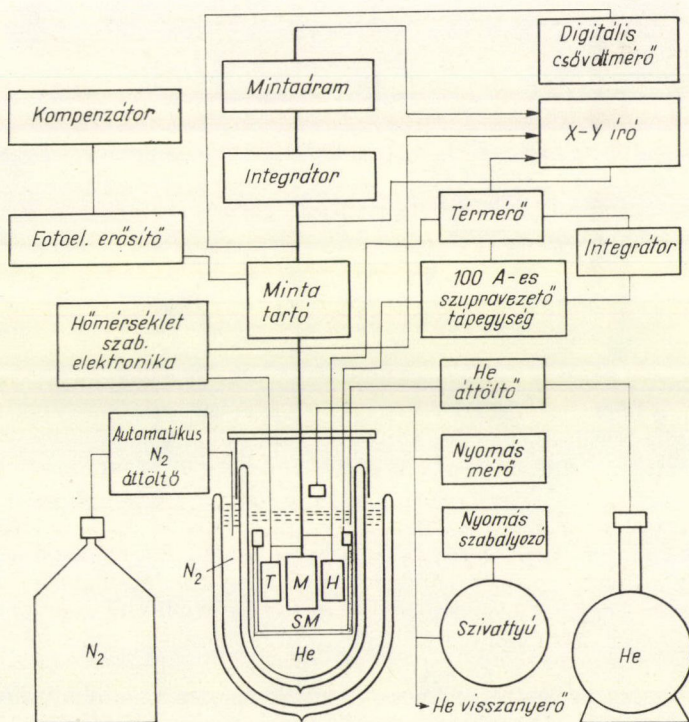 Digitális
csővoltmérő
Mintaáram
Kompenzátor
X-Y író
Integrátor
Térmérő
Fotoel. erősítő
Integrátor
Minta
tartó
100 A-es
szupravezető
tápegység
Hőmérséklet
szab.
elektronika
He
áttöltő
Automatikus
N2
áttöltő
Nyomás
mérő
Nyomás
szabályozó
N2
T
M
H
SM
Szivattyú
He
N2
He
He visszanyerő